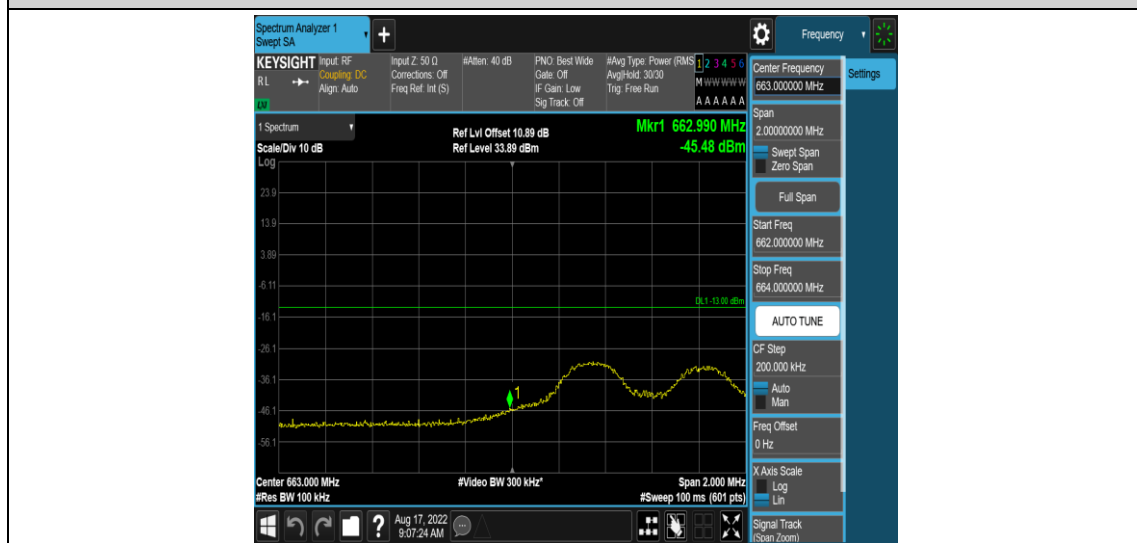 Spectrum Analyzer 1
Swept SA
+
Frequency
KEYSIGHT
RL
LXI
Input: RF
Coupling: DC
Align: Auto
Input Z: 50 Ω
Corrections: Off
Freq Ref: Int (S)
#Atten: 40 dB
PNO: Best Wide
Gate: Off
IF Gain: Low
Sig Track: Off
#Avg Type: Power (RMS
Avg|Hold: 30/30
Trig: Free Run
1 2 3 4 5 6
M W W W W W
A A A A A A
1 Spectrum
Scale/Div 10 dB
Ref Lvl Offset 10.89 dB
Ref Level 33.89 dBm
Mkr1 662.990 MHz
-45.48 dBm
Log
23.9
13.9
3.89
-6.11
DL1 -13.00 dBm
-16.1
-26.1
-36.1
1
-46.1
-56.1
Center 663.000 MHz
#Video BW 300 kHz*
Span 2.000 MHz
#Res BW 100 kHz
#Sweep 100 ms (601 pts)
?
Aug 17, 2022
9:07:24 AM
Center Frequency
663.000000 MHz
Settings
Span
2.00000000 MHz
Swept Span
Zero Span
Full Span
Start Freq
662.000000 MHz
Stop Freq
664.000000 MHz
AUTO TUNE
CF Step
200.000 kHz
Auto
Man
Freq Offset
0 Hz
X Axis Scale
Log
Lin
Signal Track
(Span Zoom)